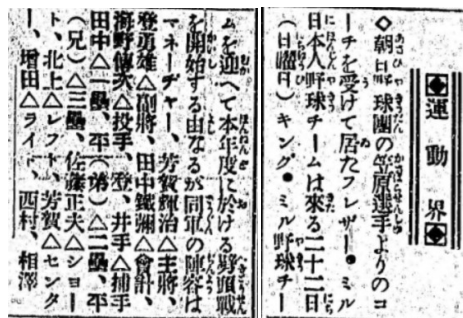 ◆運動界◆
◇朝日野球團の笠原選手よりのコ
ーチを受けて居たフレザー●ミル
日本人野球チームは來る二十二日
(日曜日)キング●ミル野球チー
ムを迎へて本年度に於ける劈頭戰
を開始する由なるが同軍の陣容は
マネーヂャー、芳賀輝治△主將、
登勇雄△副將、田中鐵彌△會計、
海野傳次△投手、登、井手△捕手
田中△一壘、平(弟)△二壘、平
(兄)△三壘、佐藤正夫△ショー
ト、北上△レフト、芳賀△センタ
ー、増田△ライト、西村、相澤